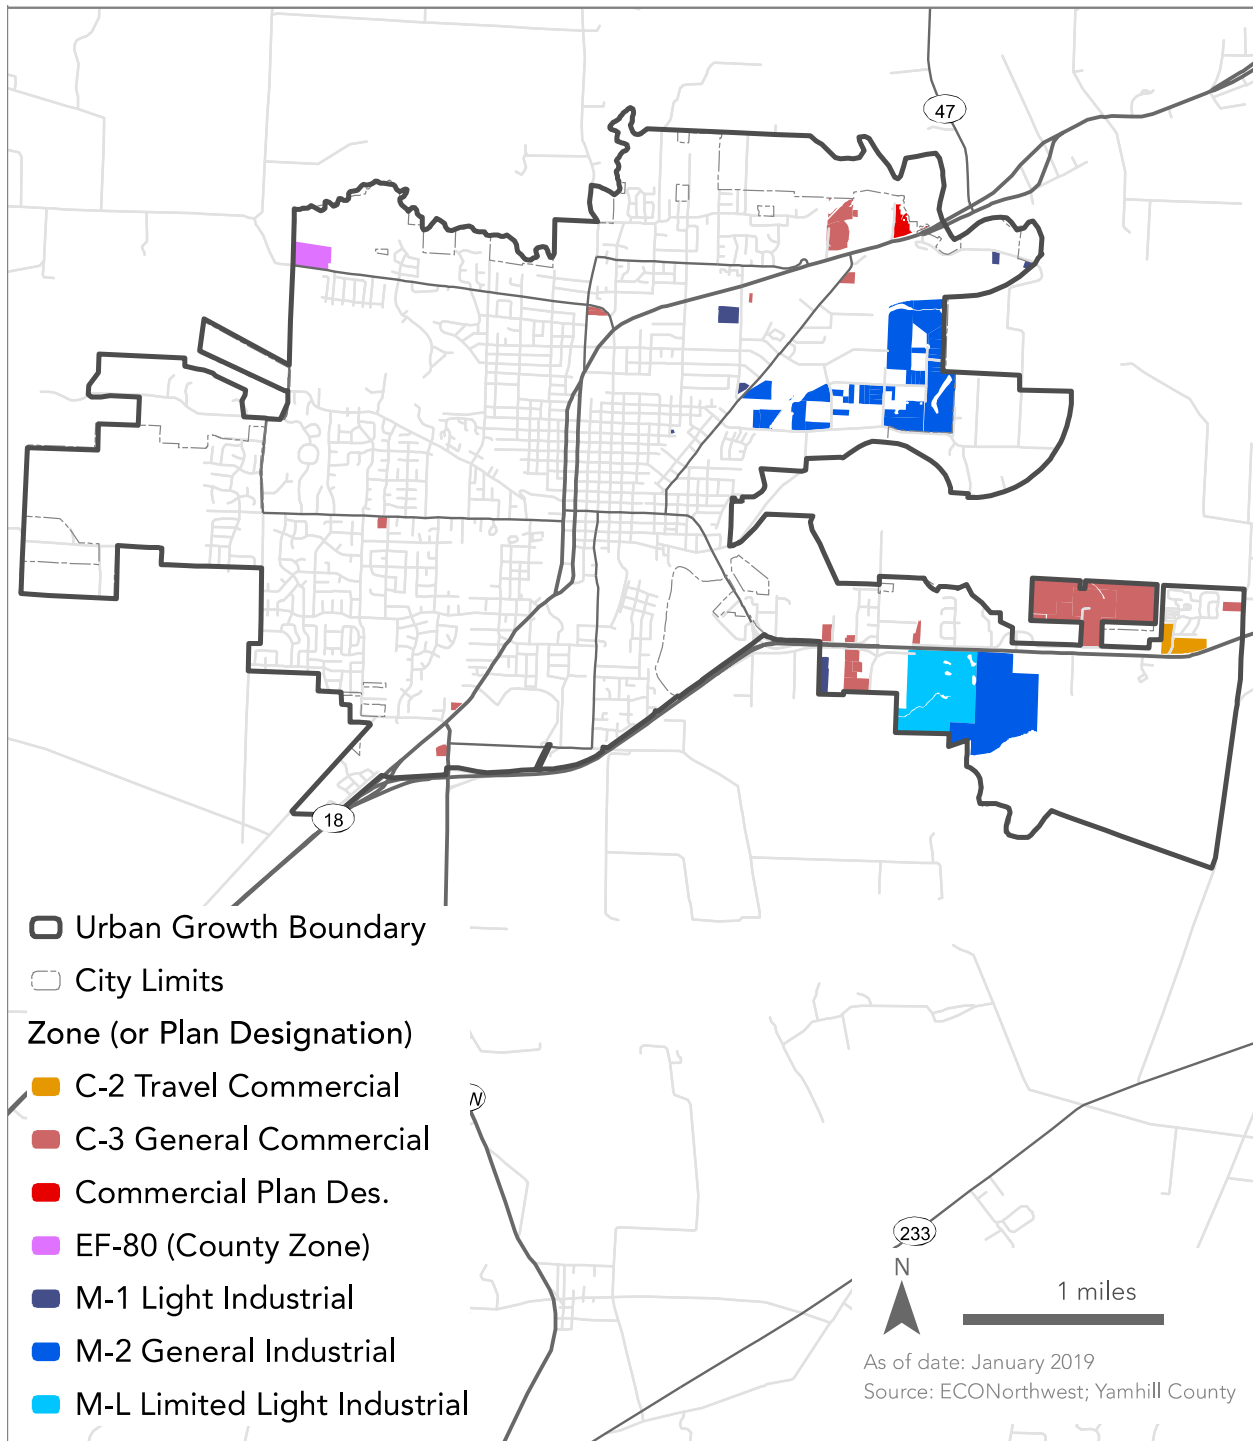 47
18
Urban Growth Boundary
City Limits
Zone (or Plan Designation)
C-2 Travel Commercial
C-3 General Commercial
Commercial Plan Des.
EF-80 (County Zone)
M-1 Light Industrial
M-2 General Industrial
M-L Limited Light Industrial
233
N
1 miles
As of date: January 2019
Source: ECONorthwest; Yamhill County